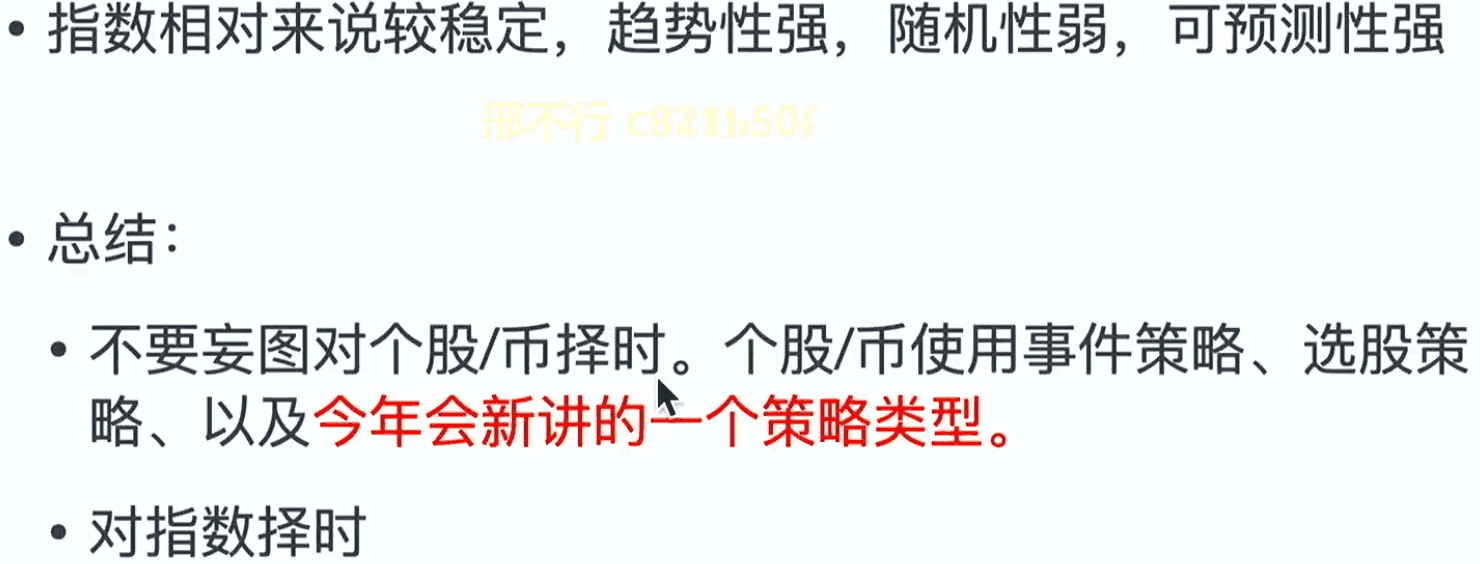 • 指数相对来说较稳定，趋势性强，随机性弱，可预测性强
邢不行 c821b50f
• 总结：
• 不要妄图对个股/币择时。个股/币使用事件策略、选股策
略、以及今年会新讲的一个策略类型。
• 对指数择时